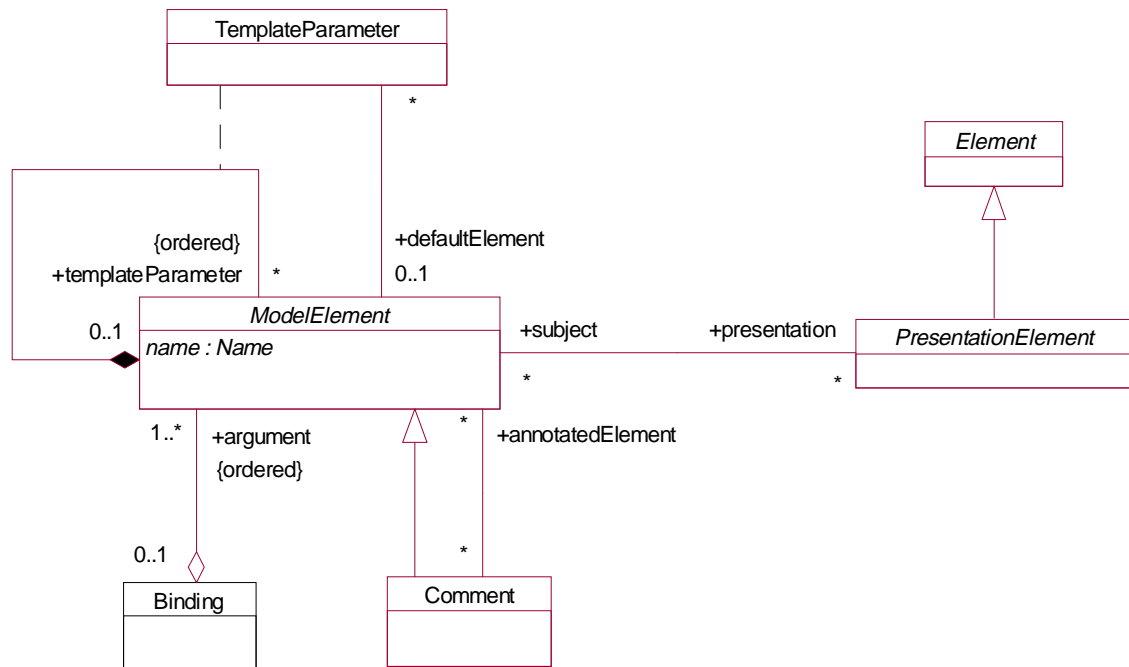 TemplateParameter
*
Element
{ordered}
+templateParameter
*
+defaultElement
0..1
0..1
ModelElement
name : Name
+subject
+presentation
*
*
PresentationElement
1..*
+argument
{ordered}
*
+annotatedElement
0..1
*
Binding
Comment